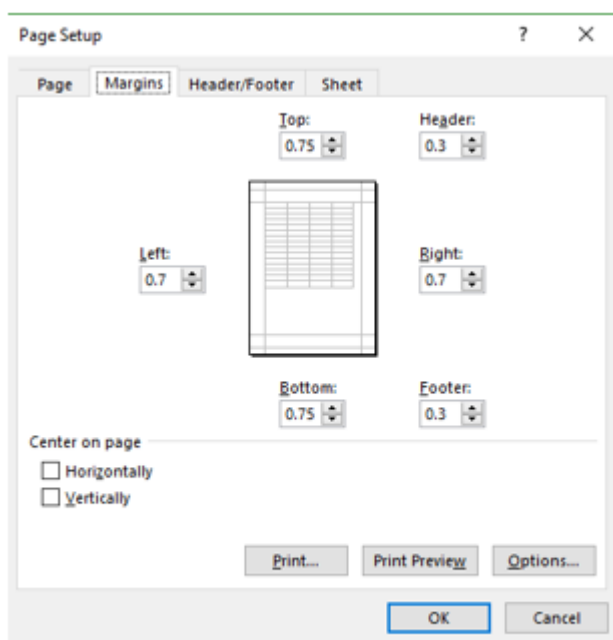 Page Setup ? ×
Page Margins Header/Footer Sheet
Top: Header:
0.75 0.3
Left: Right:
0.7 0.7
Bottom: Footer:
0.75 0.3
Center on page
Horizontally
Vertically
Print... Print Preview Options...
OK Cancel